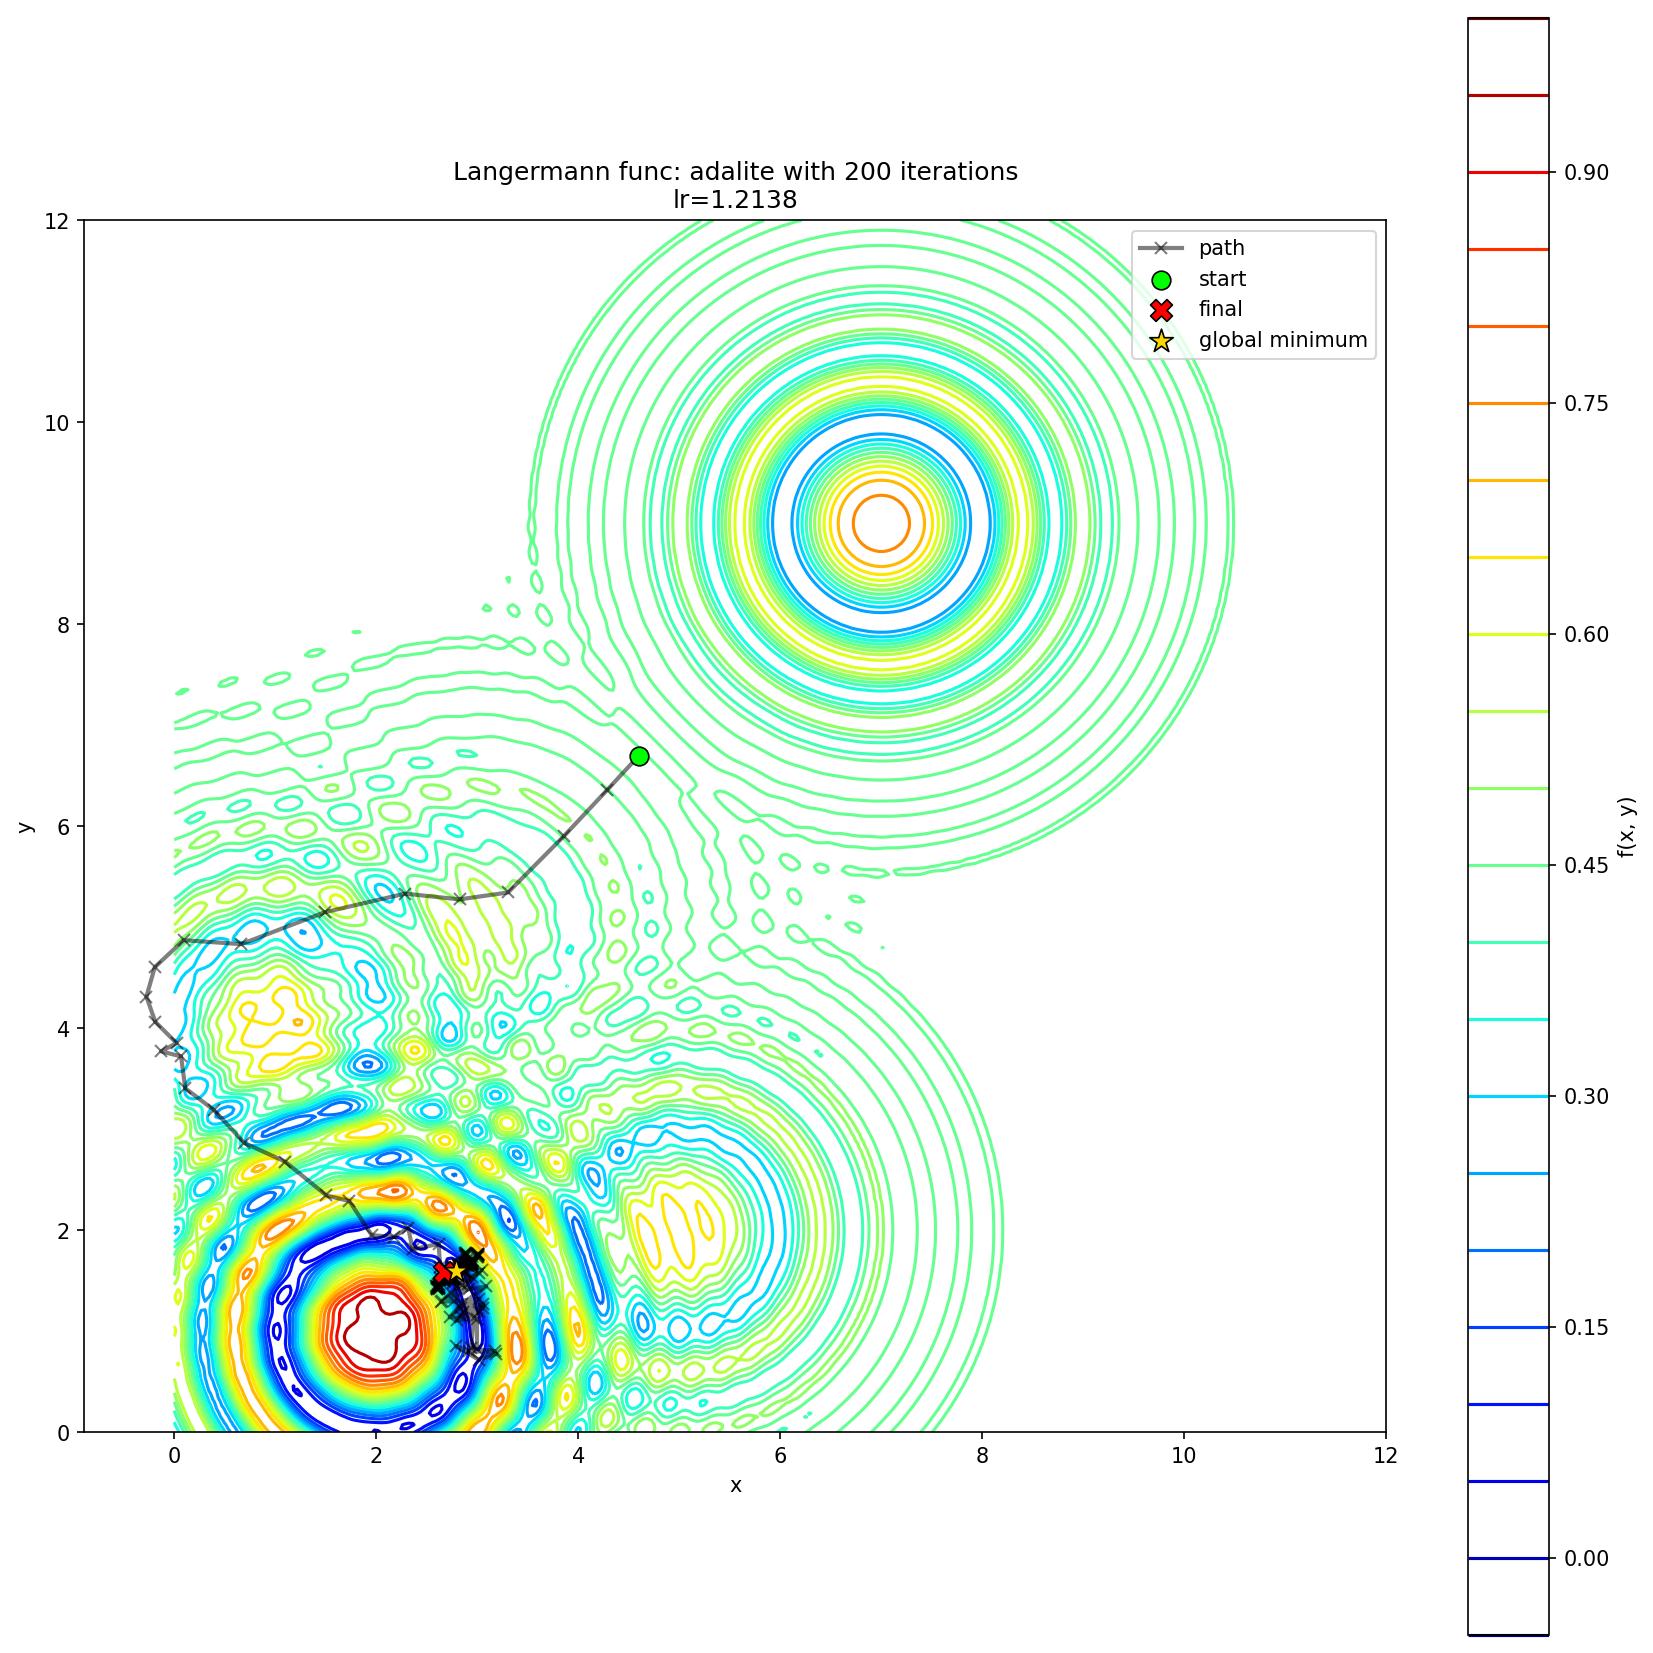 Langermann func: adalite with 200 iterations
lr=1.2138
path
start
final
global minimum
12
10
8
6
4
2
0
y
0
2
4
6
8
10
12
x
0.90
0.75
0.60
0.45
0.30
0.15
0.00
f(x, y)